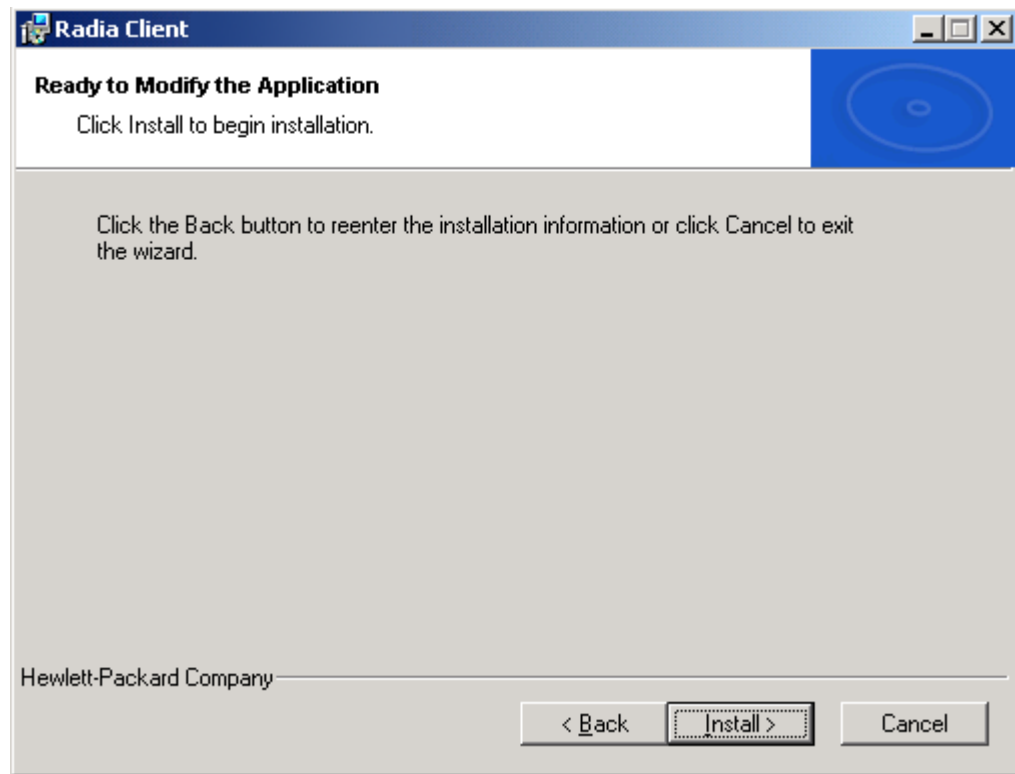 Radia Client
Ready to Modify the Application
Click Install to begin installation.
Click the Back button to reenter the installation information or click Cancel to exit
the wizard.
Hewlett-Packard Company
< Back Install > Cancel